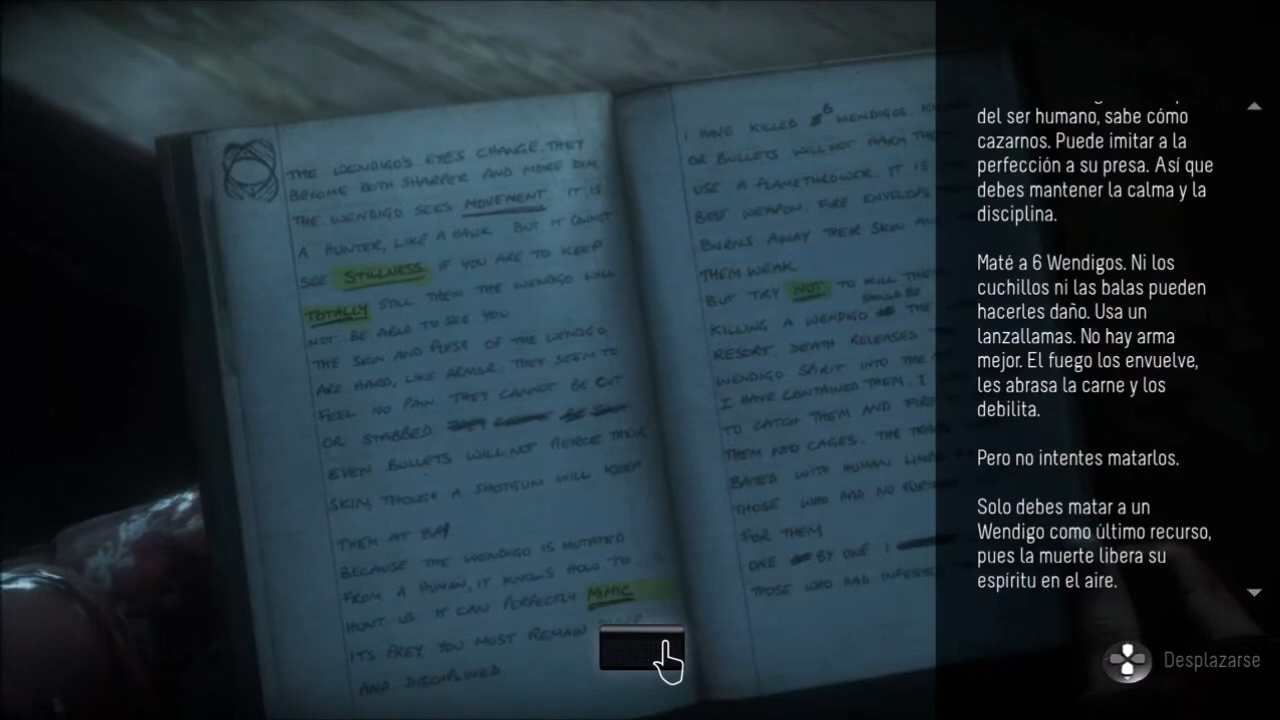 THE WENDIGO'S EYES CHANGE. THEY
BECOME BOTH SHARPER AND MORE DIM
THE WENDIGO SEES MOVEMENT. IT IS
A HUNTER, LIKE A HAWK BUT IT CANNOT
SEE STILLNESS. IF YOU ARE TO KEEP
TOTALLY STILL THEN THE WENDIGO WILL
NOT BE ABLE TO SEE YOU
THE SKIN AND FLESH OF THE WENDIGO
ARE HARD, LIKE ARMOR. THEY SEEM TO
FEEL NO PAIN THEY CANNOT BE CUT
OR STABBED
EVEN BULLETS WILL NOT PIERCE THEIR
SKIN, THOUGH A SHOTGUN WILL KEEP
THEM AT BAY
BECAUSE THE WENDIGO IS MUTATED
FROM A HUMAN, IT KNOWS HOW TO
HUNT US. IT CAN PERFECTLY MIMIC
ITS PREY. YOU MUST REMAIN
AND DISCIPLINED
I HAVE KILLED 6 WENDIGOS.
OR BULLETS WILL NOT HARM
USE A FLAMETHROWER. IT IS
BEST WEAPON. FIRE ENVELOPS
BURNS AWAY THEIR SKIN AND
THEM WEAK.
BUT TRY NOT TO KILL THEM
KILLING A WENDIGO SHOULD BE THE
RESORT. DEATH RELEASES
WENDIGO SPIRIT INTO THE
I HAVE CONTAINED THEM. I
TO CATCH THEM AND
THEM INTO CAGES. THE
BAITED WITH HUMAN
THOSE WHO HAD NO FURTHER
FOR THEM
ONE BY ONE I
THOSE WHO HAD INFESTED
del ser humano, sabe cómo
cazarnos. Puede imitar a la
perfección a su presa. Así que
debes mantener la calma y la
disciplina.
Maté a 6 Wendigos. Ni los
cuchillos ni las balas pueden
hacerles daño. Usa un
lanzallamas. No hay arma
mejor. El fuego los envuelve,
les abrasa la carne y los
debilita.
Pero no intentes matarlos.
Solo debes matar a un
Wendigo como último recurso,
pues la muerte libera su
espíritu en el aire.
Desplazarse